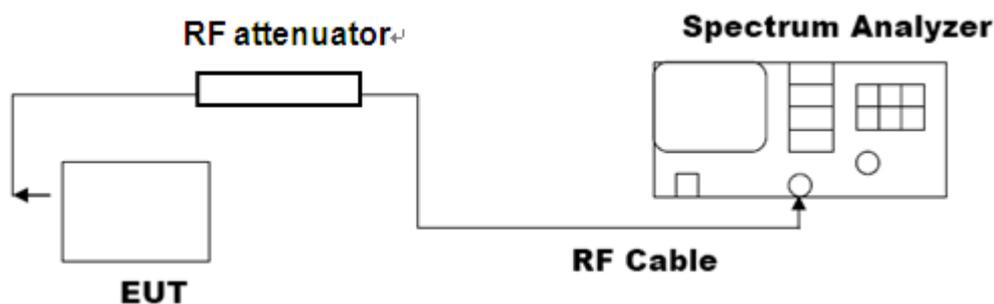 RF attenuator↵
Spectrum Analyzer
RF Cable
EUT